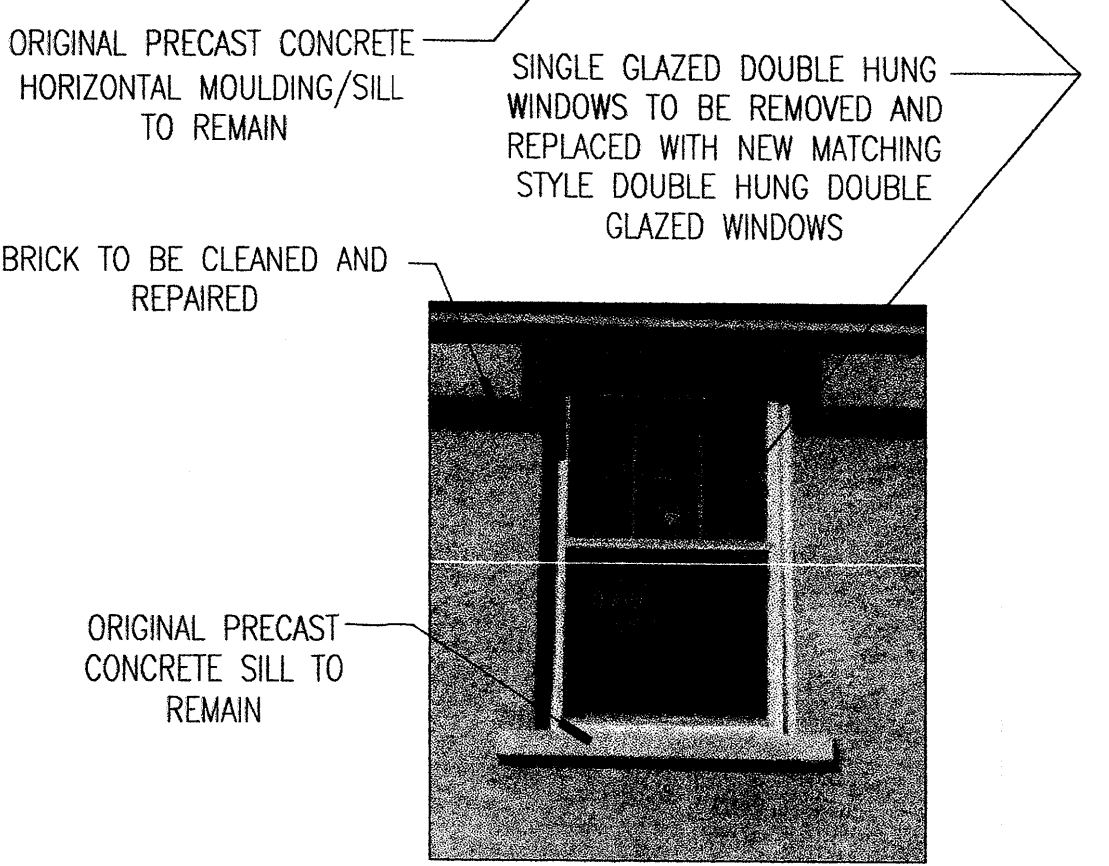 ORIGINAL PRECAST CONCRETE
HORIZONTAL MOULDING/SILL
TO REMAIN
SINGLE GLAZED DOUBLE HUNG
WINDOWS TO BE REMOVED AND
REPLACED WITH NEW MATCHING
STYLE DOUBLE HUNG DOUBLE
GLAZED WINDOWS
BRICK TO BE CLEANED AND
REPAIRED
ORIGINAL PRECAST
CONCRETE SILL TO
REMAIN